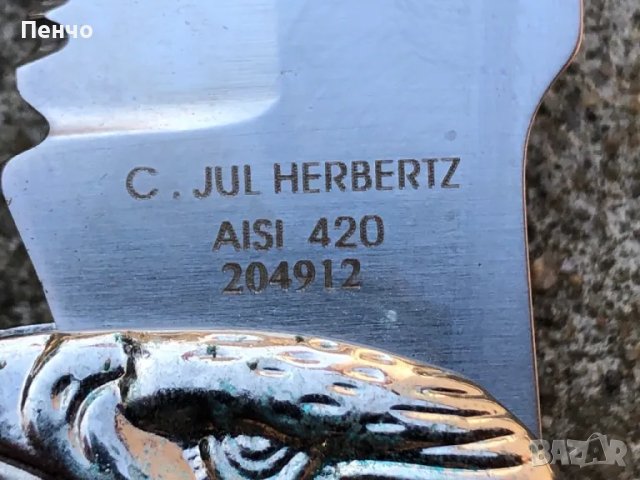 Пенчо
C. JUL HERBERTZ
AISI 420
204912
BAZAR